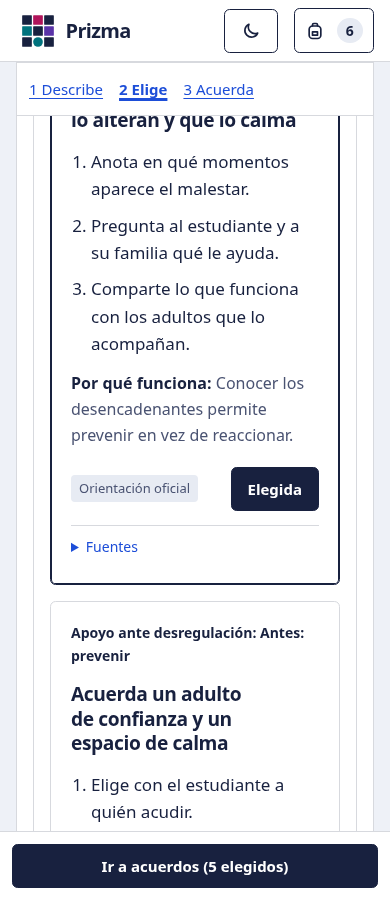 Prizma
6
1 Describe 2 Elige 3 Acuerda
lo alteran y qué lo calma
1. Anota en qué momentos
aparece el malestar.
2. Pregunta al estudiante y a
su familia qué le ayuda.
3. Comparte lo que funciona
con los adultos que lo
acompañan.
Por qué funciona: Conocer los
desencadenantes permite
prevenir en vez de reaccionar.
Orientación oficial
Elegida
Fuentes
Apoyo ante desregulación: Antes:
prevenir
Acuerda un adulto
de confianza y un
espacio de calma
1. Elige con el estudiante a
quién acudir.
Ir a acuerdos (5 elegidos)